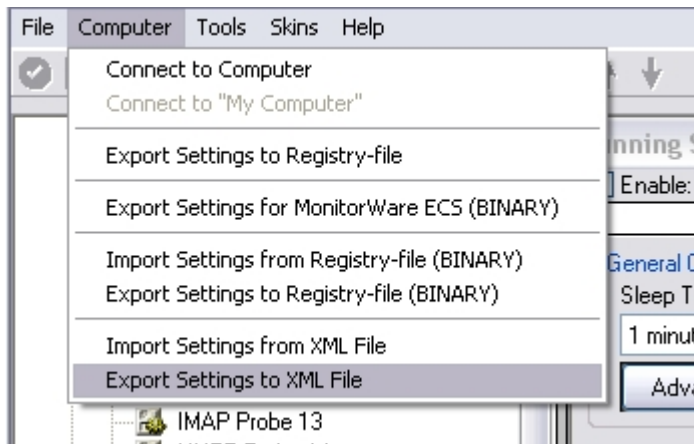 File Computer Tools Skins Help
Connect to Computer
Connect to "My Computer"
Export Settings to Registry-file
Export Settings for MonitorWare ECS (BINARY)
Import Settings from Registry-file (BINARY)
Export Settings to Registry-file (BINARY)
Import Settings from XML File
Export Settings to XML File
IMAP Probe 13
Enable:
General
Sleep
1